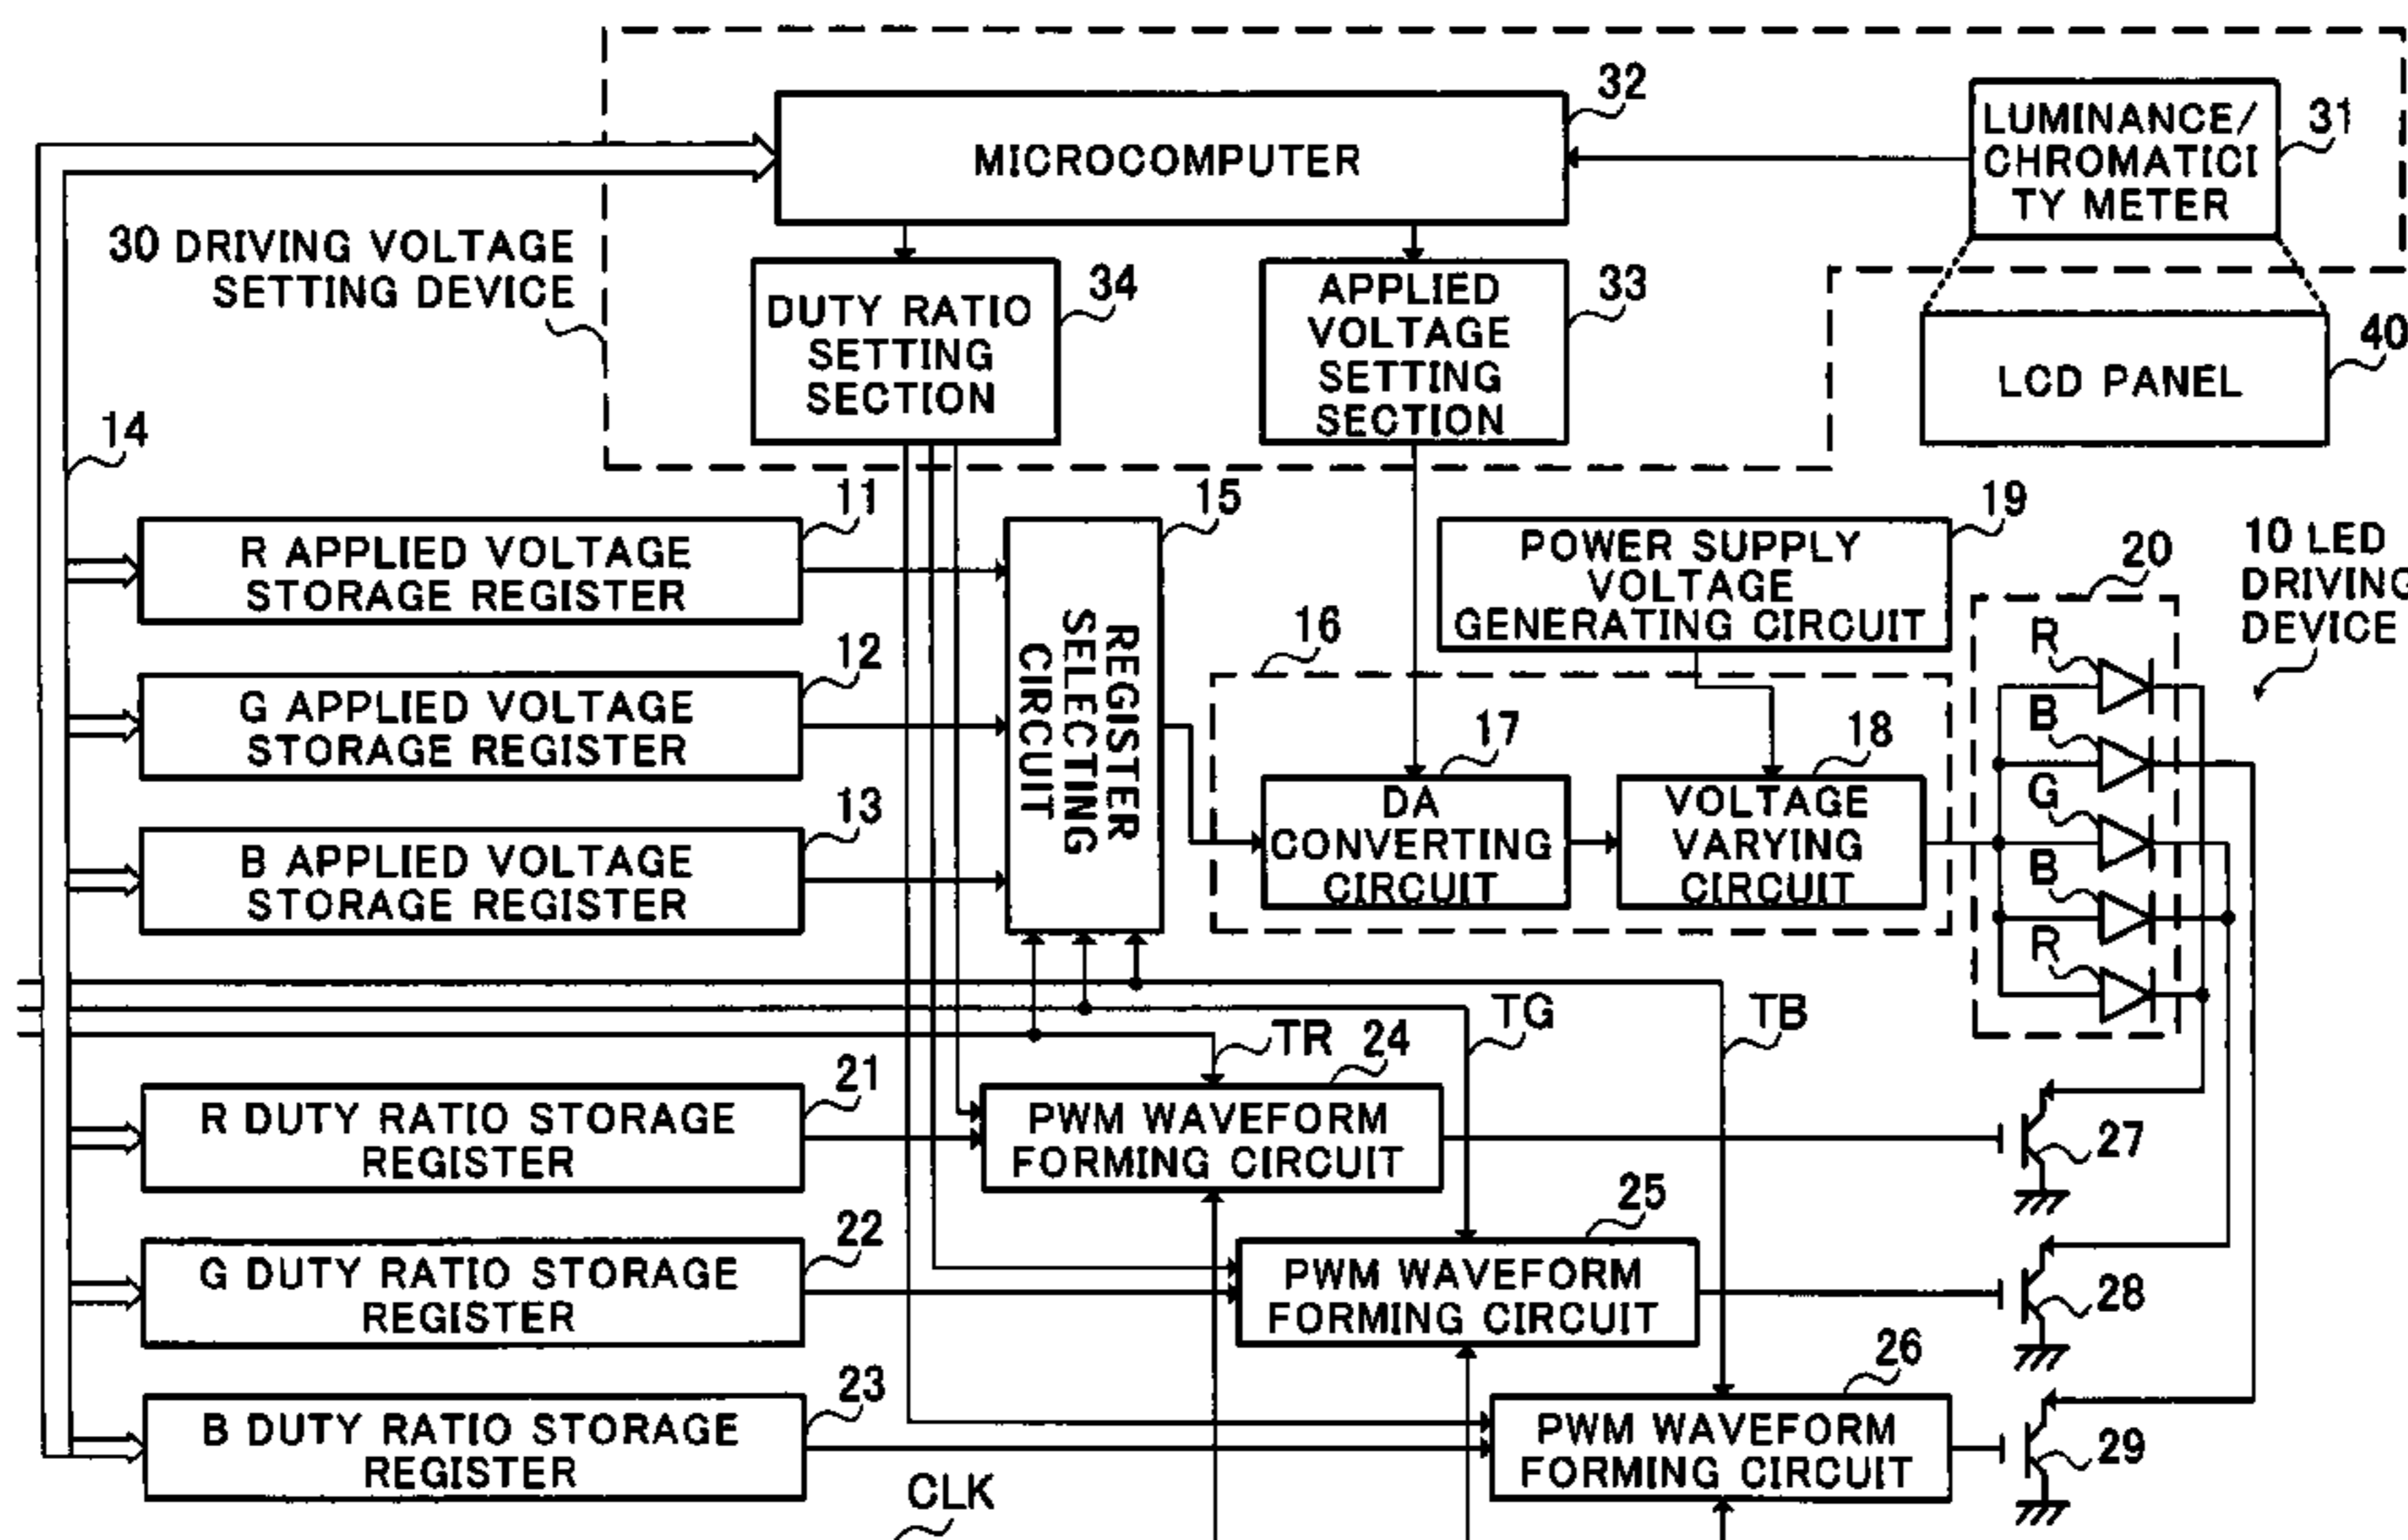 32
LUMINANCE/
CHROMATICI
TY METER
31
MICROCOMPUTER
30 DRIVING VOLTAGE
SETTING DEVICE
DUTY RATIO
SETTING
SECTION
34
APPLIED
VOLTAGE
SETTING
SECTION
33
LCD PANEL
40
14
11
R APPLIED VOLTAGE
STORAGE REGISTER
12
G APPLIED VOLTAGE
STORAGE REGISTER
13
B APPLIED VOLTAGE
STORAGE REGISTER
15
REGISTER
SELECTING
CIRCUIT
16
POWER SUPPLY
VOLTAGE
GENERATING CIRCUIT
19
17
DA
CONVERTING
CIRCUIT
18
VOLTAGE
VARYING
CIRCUIT
20
R
B
G
B
R
10 LED
DRIVING
DEVICE
TR
TG
TB
21
R DUTY RATIO STORAGE
REGISTER
24
PWM WAVEFORM
FORMING CIRCUIT
27
22
G DUTY RATIO STORAGE
REGISTER
25
PWM WAVEFORM
FORMING CIRCUIT
28
23
B DUTY RATIO STORAGE
REGISTER
26
PWM WAVEFORM
FORMING CIRCUIT
29
CLK